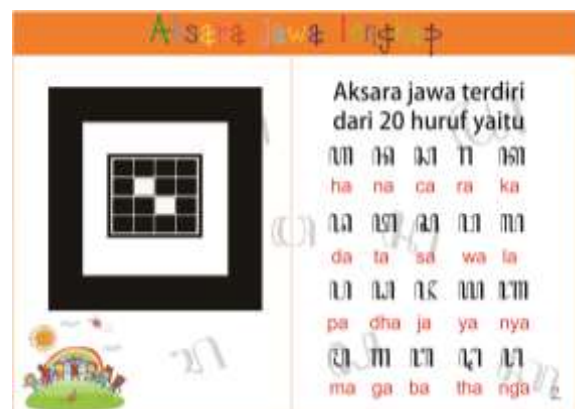 Aksara jawa lengkap
Aksara jawa terdiri
dari 20 huruf yaitu
ꦲ ꦤ ꦕ ꦫ ꦏ
ha na ca ra ka
ꦢ ꦠ ꦱ ꦮ ꦭ
da ta sa wa la
ꦥ ꦝ ꦗ ꦪ ꦚ
pa dha ja ya nya
ꦩ ꦒ ꦧ ꦛ ꦔ
ma ga ba tha nga
2